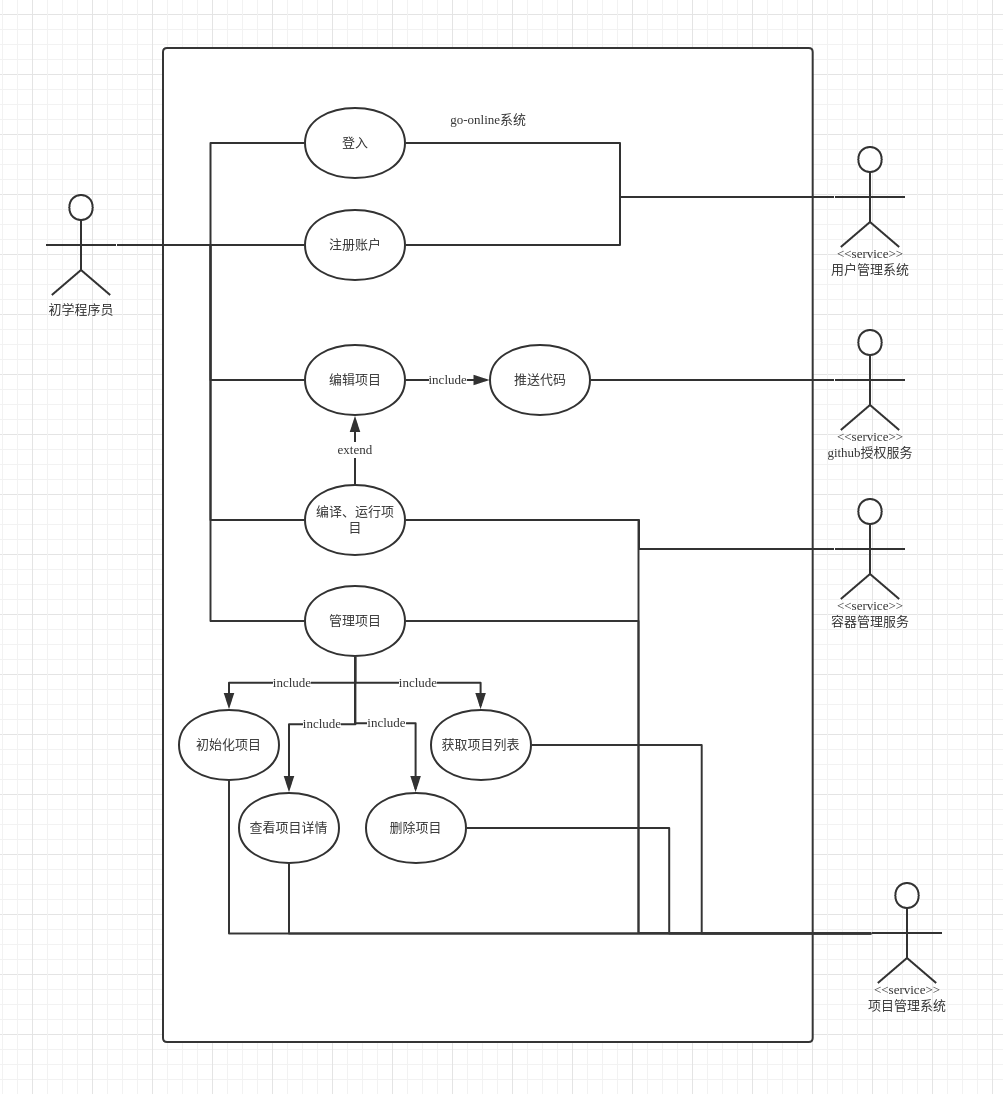 登入
go-online系统
注册账户
初学程序员
<<service>>
用户管理系统
编辑项目
include
推送代码
<<service>>
github授权服务
extend
编译、运行项
目
<<service>>
容器管理服务
管理项目
include
include
include
include
初始化项目
获取项目列表
查看项目详情
删除项目
<<service>>
项目管理系统